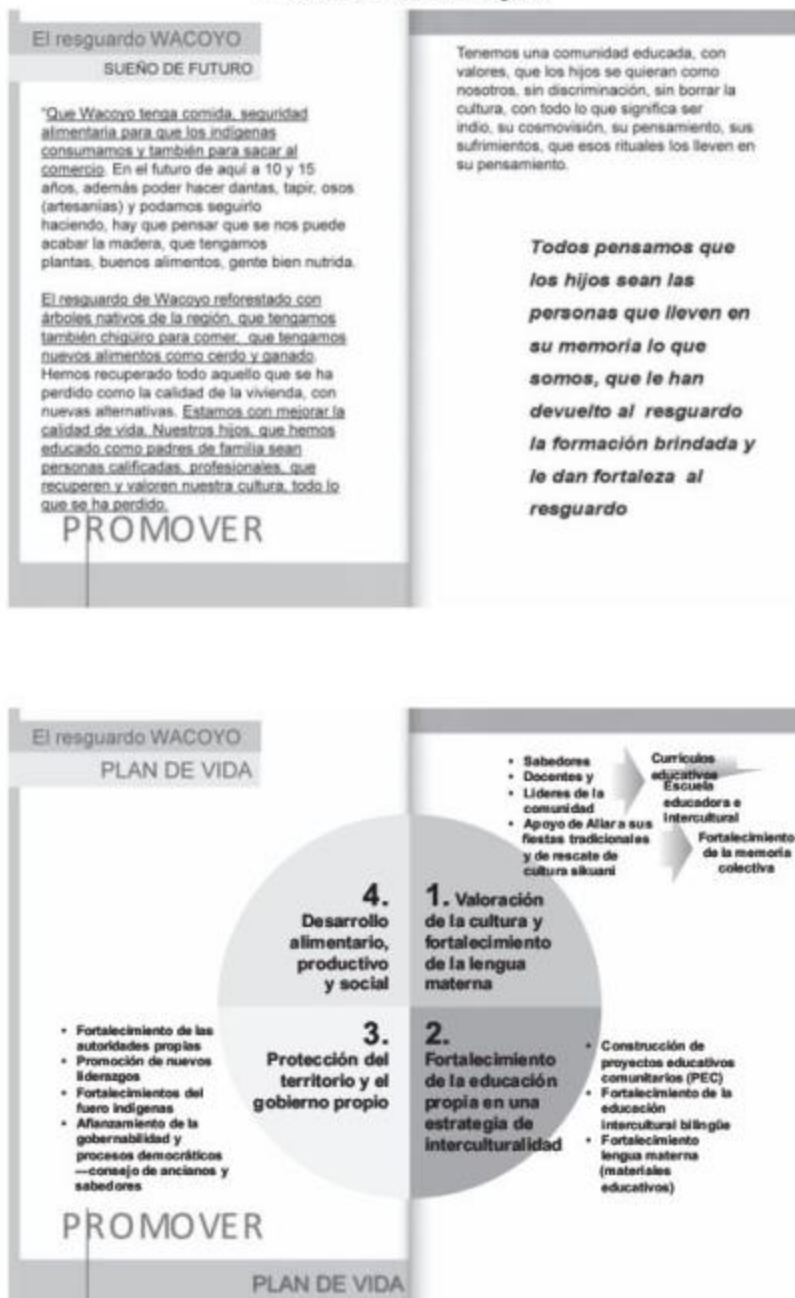 El resguardo WACOYO
SUEÑO DE FUTURO
"Que Wacoyo tenga comida, seguridad
alimentaria para que los indígenas
consumamos y también para sacar al
comercio. En el futuro de aquí a 10 y 15
años, además poder hacer dantas, tapir, osos
(artesanías) y podamos seguirlo
haciendo, hay que pensar que se nos puede
acabar la madera, que tengamos
plantas, buenos alimentos, gente bien nutrida.
El resguardo de Wacoyo reforestado con
árboles nativos de la región, que tengamos
también chigüiro para comer, que tengamos
nuevos alimentos como cerdo y ganado
Hemos recuperado todo aquello que se ha
perdido como la calidad de la vivienda, con
nuevas alternativas. Estamos con mejorar la
calidad de vida. Nuestros hijos, que hemos
educado como padres de familia sean
personas calificadas, profesionales, que
recuperen y valoren nuestra cultura, todo lo
que se ha perdido.
PROMOVER
Tenemos una comunidad educada, con
valores, que los hijos se quieran como
nosotros, sin discriminación, sin borrar la
cultura, con todo lo que significa ser
indio, su cosmovisión, su pensamiento, sus
sufrimientos, que esos rituales los lleven en
su pensamiento.
Todos pensamos que
los hijos sean las
personas que lleven en
su memoria lo que
somos, que le han
devuelto al resguardo
la formación brindada y
le dan fortaleza al
resguardo
El resguardo WACOYO
PLAN DE VIDA
• Sabedores
• Docentes y
• Lideres de la
comunidad
• Apoyo de Allar a sus
fiestas tradicionales
y de rescate de
cultura sikuani
Currículos
educativos
Escuela
educadora e
intercultural
Fortalecimiento
de la memoria
colectiva
4.
Desarrollo
alimentario,
productivo
y social
1. Valoración
de la cultura y
fortalecimiento
de la lengua
materna
3.
Protección del
territorio y el
gobierno propio
2.
Fortalecimiento
de la educación
propia en una
estrategia de
interculturalidad
• Fortalecimiento de las
autoridades propias
• Promoción de nuevos
liderazgos
• Fortalecimientos del
fuero indígenas
• Afianzamiento de la
gobernabilidad y
procesos democráticos
—consejo de ancianos y
sabedores
• Construcción de
proyectos educativos
comunitarios (PEC)
• Fortalecimiento de la
educación
intercultural bilingüe
• Fortalecimiento
lengua materna
(materiales
educativos)
PROMOVER
PLAN DE VIDA